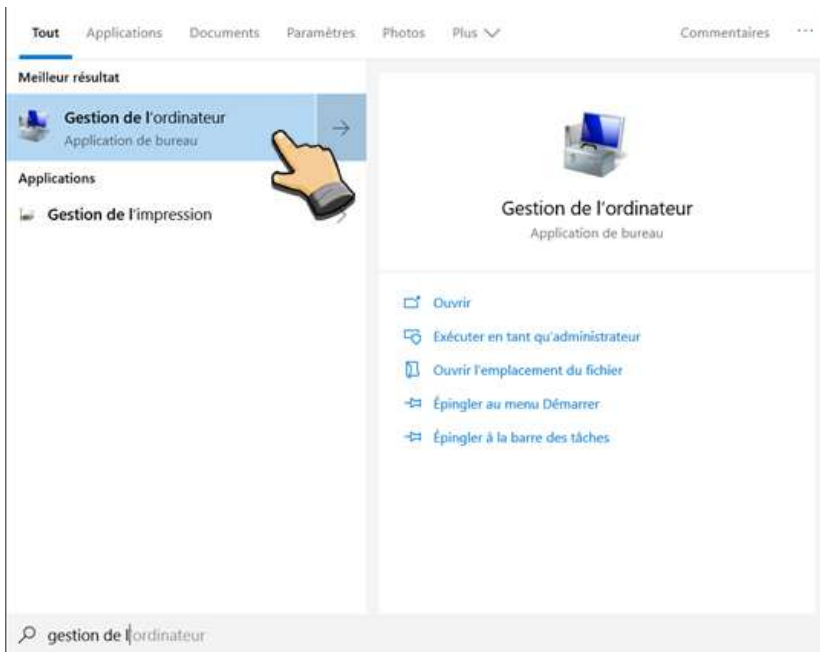 Tout Applications Documents Paramètres Photos Plus Commentaires ...
Meilleur résultat
Gestion de l'ordinateur
Application de bureau
Applications
Gestion de l'impression
Gestion de l'ordinateur
Application de bureau
Ouvrir
Exécuter en tant qu'administrateur
Ouvrir l'emplacement du fichier
Épingler au menu Démarrer
Épingler à la barre des tâches
gestion de l'ordinateur